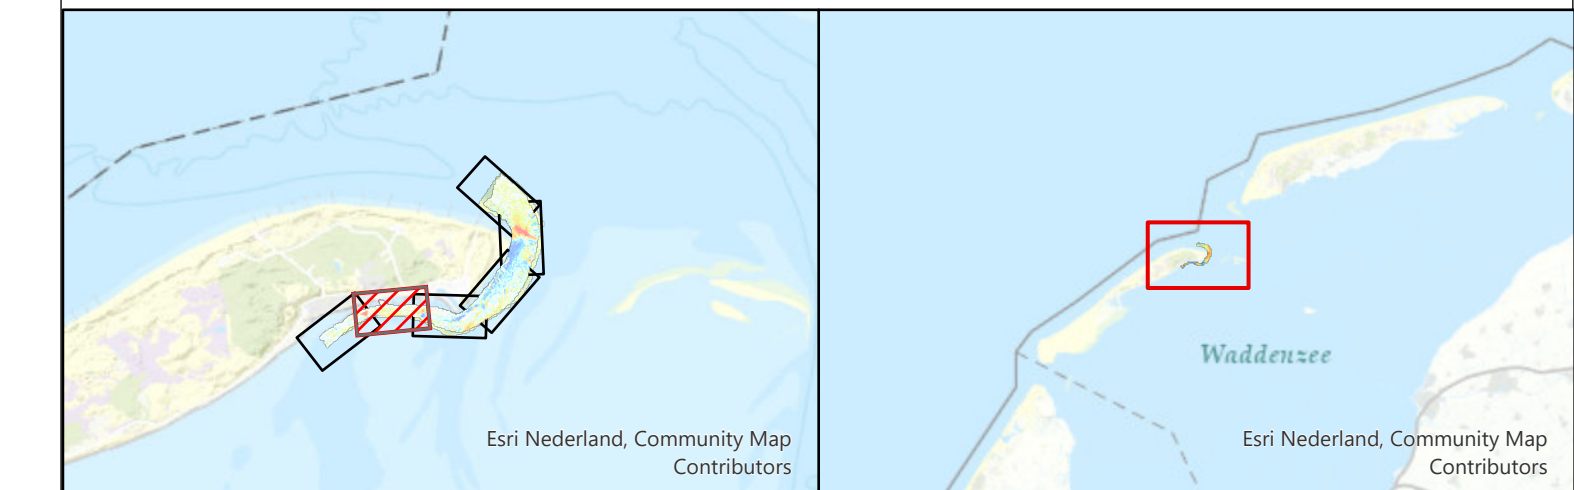 Esri Nederland, Community Map
Contributors
Waddenzee
Esri Nederland, Community Map
Contributors